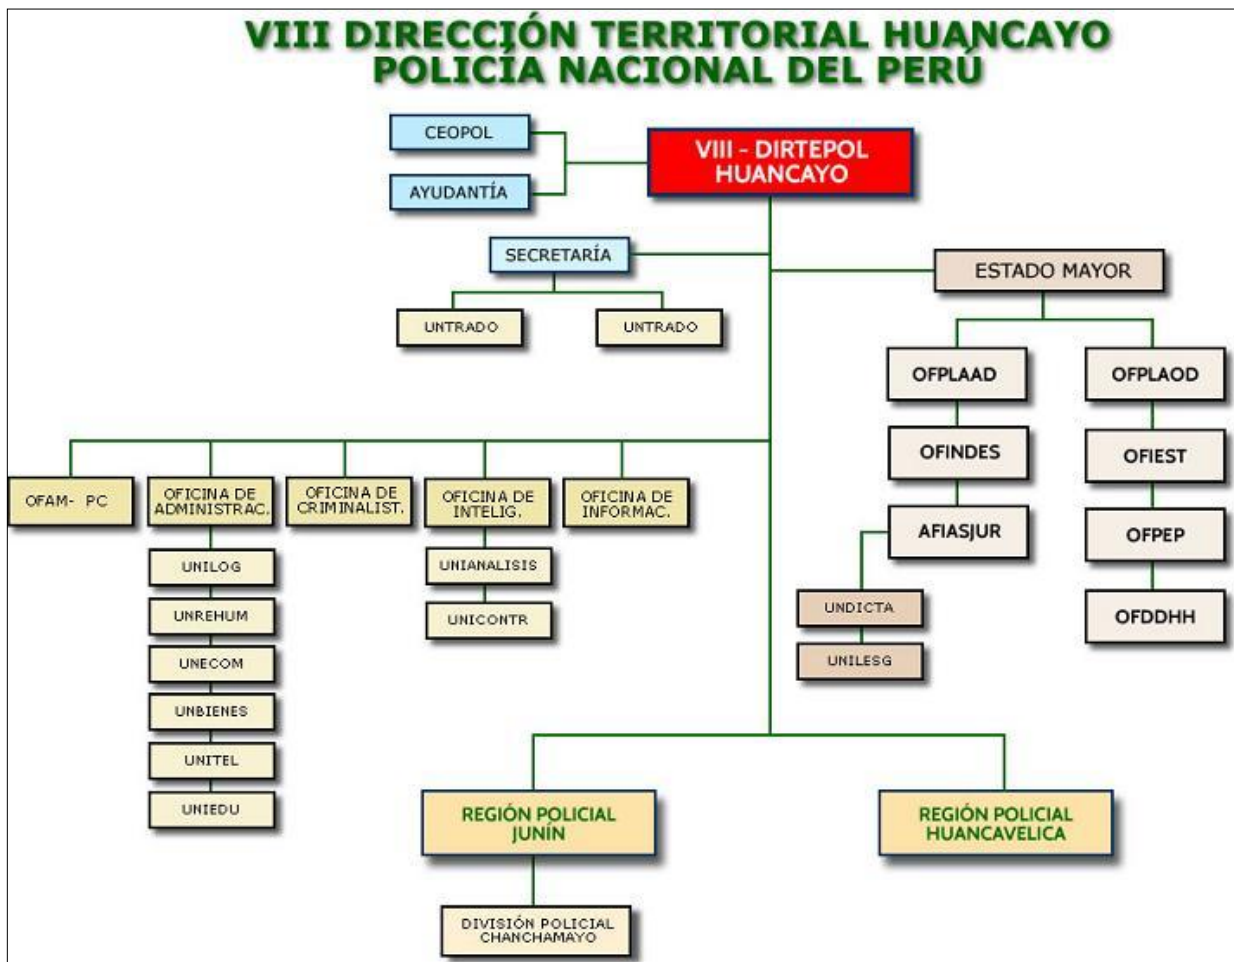 VIII DIRECCIÓN TERRITORIAL HUANCAYO
POLICÍA NACIONAL DEL PERÚ
CEOPOL
VIII - DIRTEPOL
HUANCAYO
AYUDANTÍA
SECRETARÍA
ESTADO MAYOR
UNTRADO
UNTRADO
OFPLAAD
OFPLAOD
OFINDES
OFIEST
AFIASJUR
OFPEP
UNDICTA
UNILESG
OFDDHH
OFAM- PC
OFICINA DE
ADMINISTRAC.
OFICINA DE
CRIMINALIST.
OFICINA DE
INTELIG.
OFICINA DE
INFORMAC.
UNILOG
UNREHUM
UNECOM
UNBIENES
UNITEL
UNIEDU
UNIANALISIS
UNICONTR
REGIÓN POLICIAL
JUNÍN
REGIÓN POLICIAL
HUANCAVELICA
DIVISIÓN POLICIAL
CHANCHAMAYO